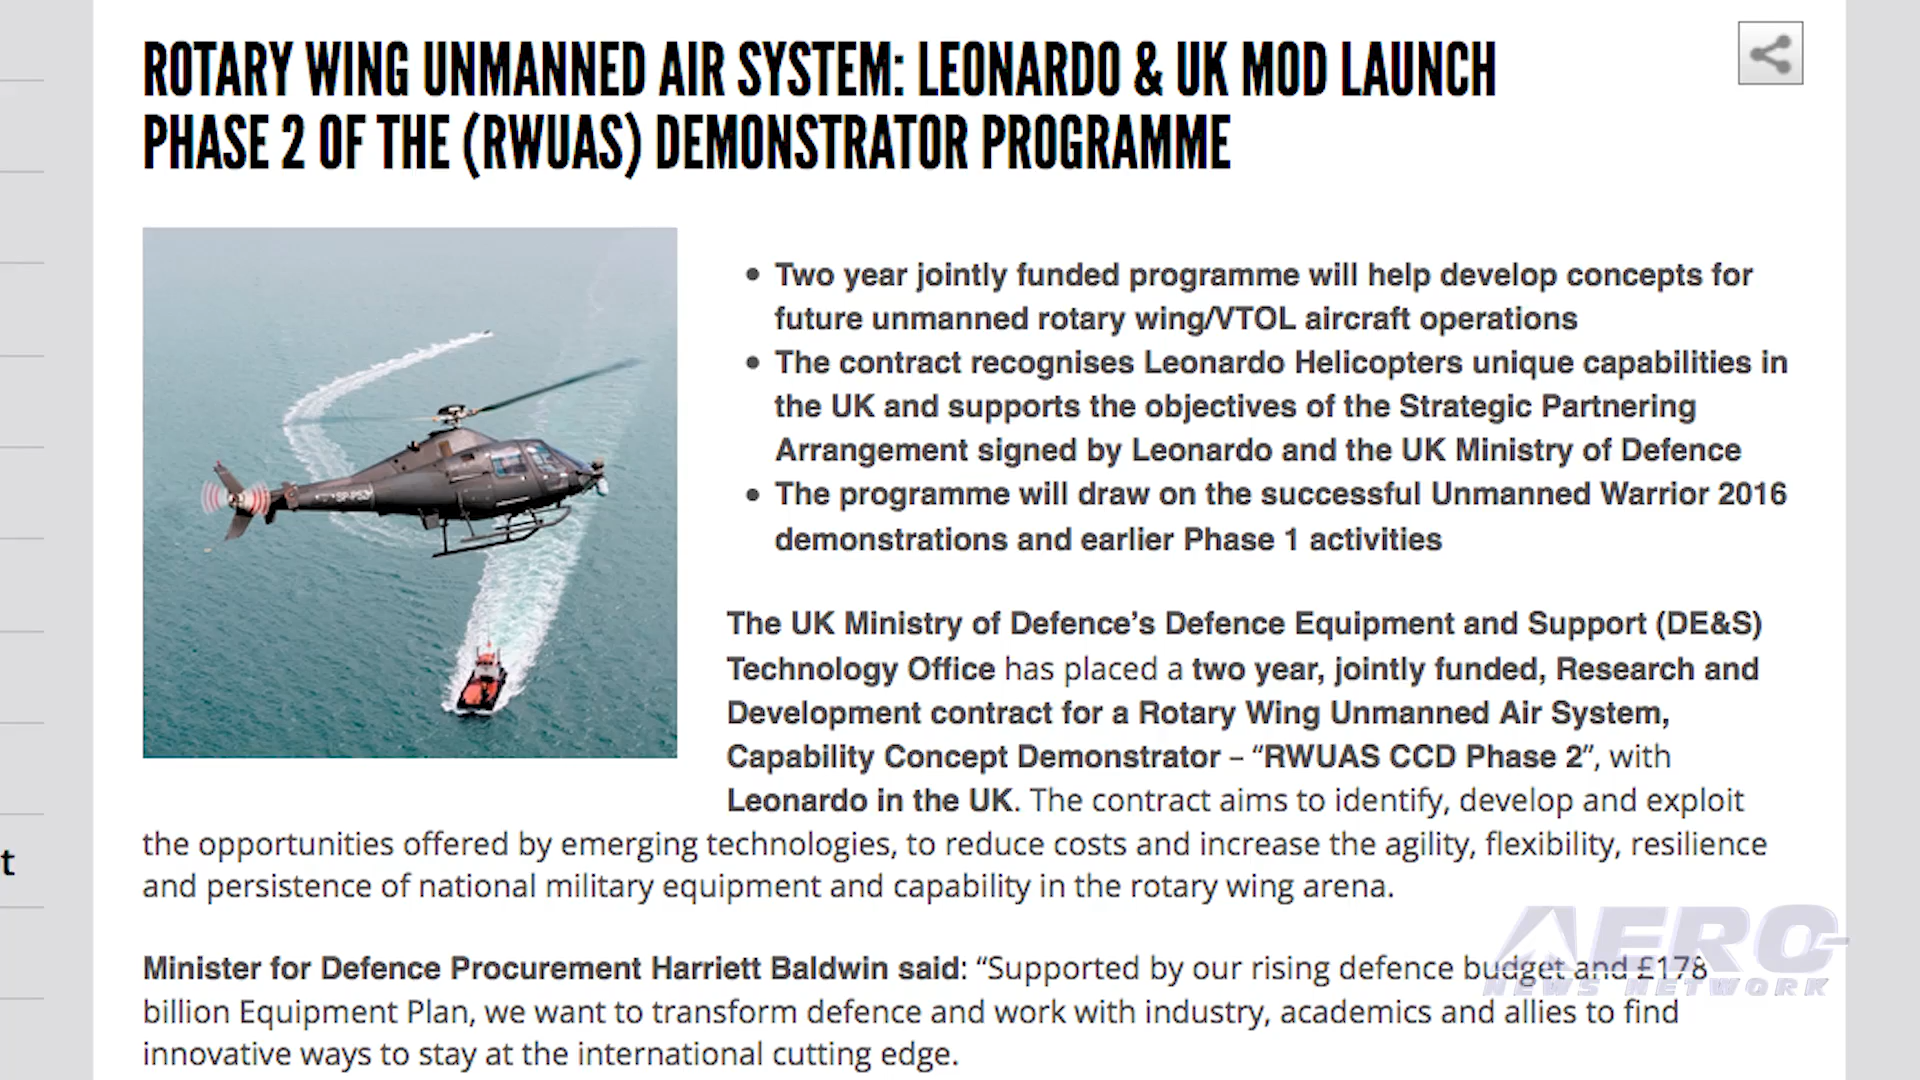 ROTARY WING UNMANNED AIR SYSTEM: LEONARDO & UK MOD LAUNCH
PHASE 2 OF THE (RWUAS) DEMONSTRATOR PROGRAMME
• Two year jointly funded programme will help develop concepts for
future unmanned rotary wing/VTOL aircraft operations
• The contract recognises Leonardo Helicopters unique capabilities in
the UK and supports the objectives of the Strategic Partnering
Arrangement signed by Leonardo and the UK Ministry of Defence
• The programme will draw on the successful Unmanned Warrior 2016
demonstrations and earlier Phase 1 activities
The UK Ministry of Defence’s Defence Equipment and Support (DE&S)
Technology Office has placed a two year, jointly funded, Research and
Development contract for a Rotary Wing Unmanned Air System,
Capability Concept Demonstrator – “RWUAS CCD Phase 2”, with
Leonardo in the UK. The contract aims to identify, develop and exploit
the opportunities offered by emerging technologies, to reduce costs and increase the agility, flexibility, resilience
and persistence of national military equipment and capability in the rotary wing arena.
Minister for Defence Procurement Harriett Baldwin said: “Supported by our rising defence budget and £178
billion Equipment Plan, we want to transform defence and work with industry, academics and allies to find
innovative ways to stay at the international cutting edge.
t
AERO-
NEWS NETWORK